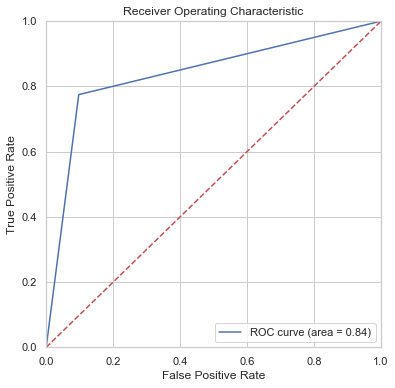 Receiver Operating Characteristic
True Positive Rate
1.0
0.8
0.6
0.4
0.2
0.0
ROC curve (area = 0.84)
0.0 0.2 0.4 0.6 0.8 1.0
False Positive Rate